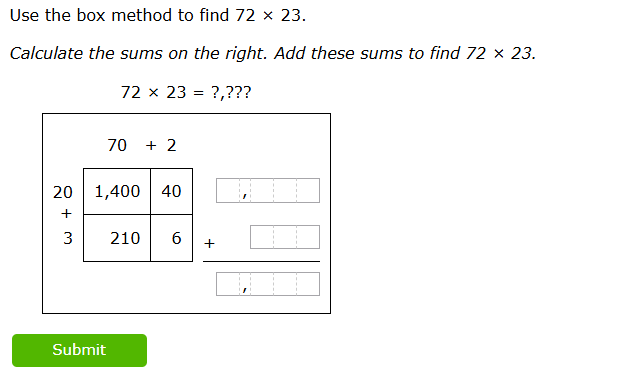 Use the box method to find 72 × 23.
Calculate the sums on the right. Add these sums to find 72 × 23.
72 × 23 = ?,???
70 + 2
20 1,400 40 ,
+
3 210 6 +
,
Submit